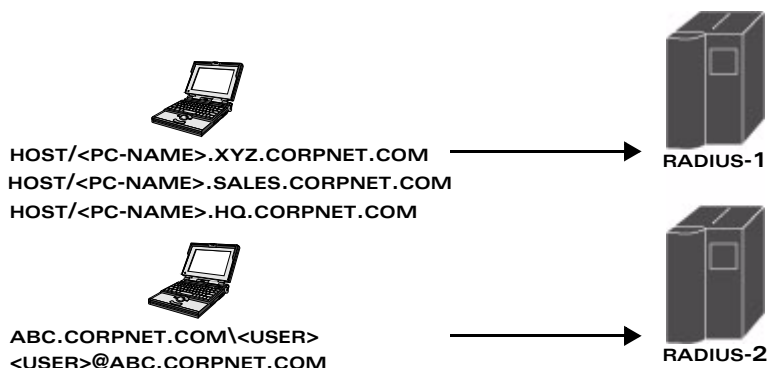 HOST/<PC-NAME>.XYZ.CORPNET.COM
RADIUS-1
HOST/<PC-NAME>.SALES.CORPNET.COM
HOST/<PC-NAME>.HQ.CORPNET.COM
ABC.CORPNET.COM\<USER>
RADIUS-2
<USER>@ABC.CORPNET.COM